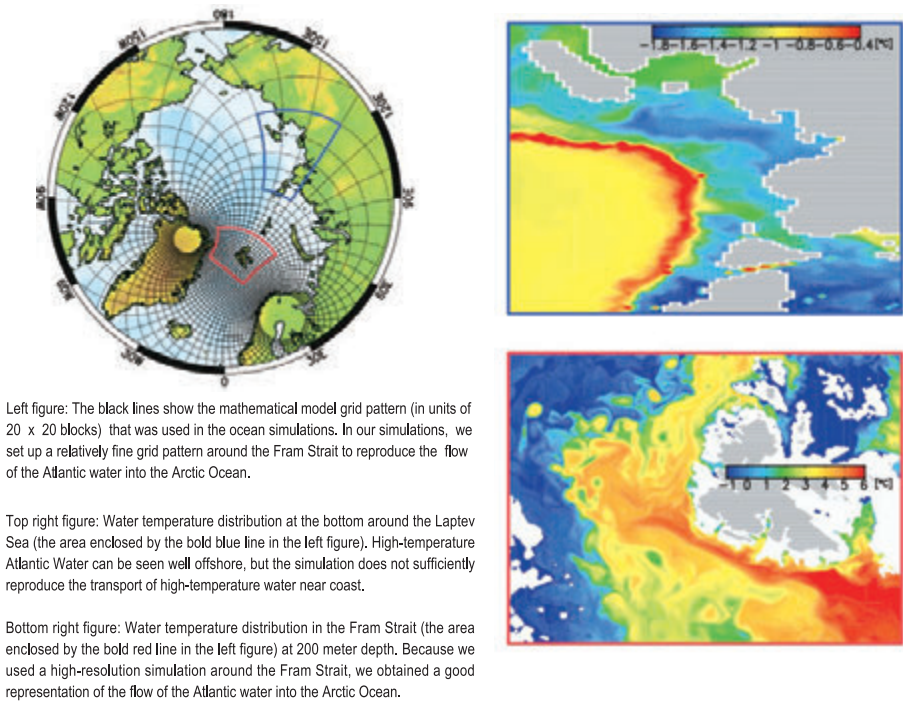 180
150W
150E
120W
120E
90W
30E
30E
0
-1.8 -1.6 -1.4 -1.2 -1 -0.8 -0.6 -0.4 [℃]
-1 0 1 2 3 4 5 6 [℃]
Left figure: The black lines show the mathematical model grid pattern (in units of
20 x 20 blocks) that was used in the ocean simulations. In our simulations, we
set up a relatively fine grid pattern around the Fram Strait to reproduce the flow
of the Atlantic water into the Arctic Ocean.
Top right figure: Water temperature distribution at the bottom around the Laptev
Sea (the area enclosed by the bold blue line in the left figure). High-temperature
Atlantic Water can be seen well offshore, but the simulation does not sufficiently
reproduce the transport of high-temperature water near coast.
Bottom right figure: Water temperature distribution in the Fram Strait (the area
enclosed by the bold red line in the left figure) at 200 meter depth. Because we
used a high-resolution simulation around the Fram Strait, we obtained a good
representation of the flow of the Atlantic water into the Arctic Ocean.